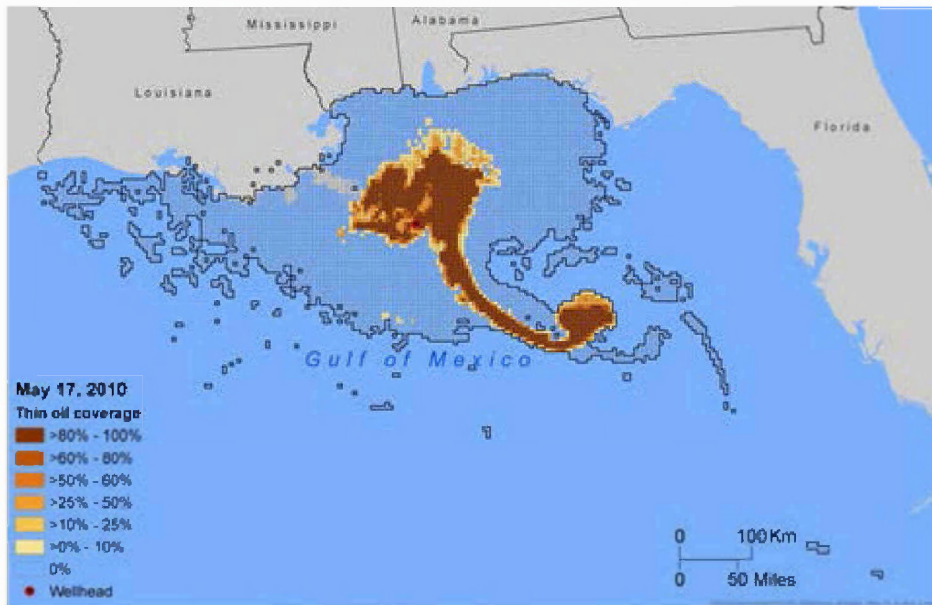 Mississippi
Alabama
Louisiana
Florida
Gulf of Mexico
May 17, 2010
Thin oil coverage
>80% - 100%
>60% - 80%
>50% - 60%
>25% - 50%
>10% - 25%
>0% - 10%
0%
Wellhead
0 100 Km
0 50 Miles